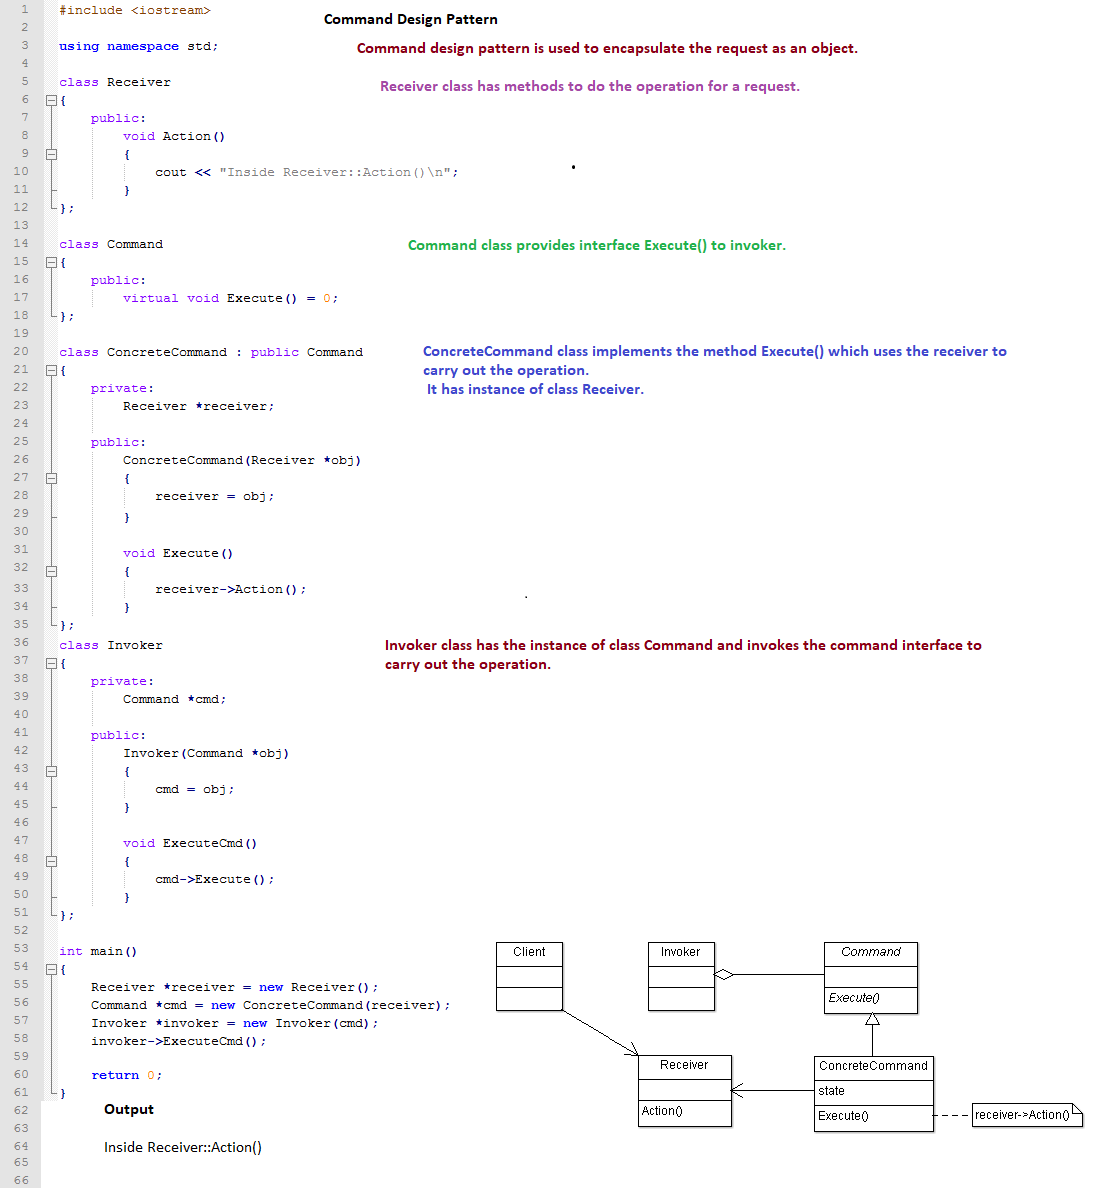 1 #include <iostream>
Command Design Pattern
2
3 using namespace std;
Command design pattern is used to encapsulate the request as an object.
4
5 class Receiver
Receiver class has methods to do the operation for a request.
6 {
7 public:
8 void Action()
9 {
10 cout << "Inside Receiver::Action()\n";
11 }
12 };
13
14 class Command
Command class provides interface Execute() to invoker.
15 {
16 public:
17 virtual void Execute() = 0;
18 };
19
20 class ConcreteCommand : public Command
ConcreteCommand class implements the method Execute() which uses the receiver to
carry out the operation.
It has instance of class Receiver.
21 {
22 private:
23 Receiver *receiver;
24
25 public:
26 ConcreteCommand(Receiver *obj)
27 {
28 receiver = obj;
29 }
30
31 void Execute()
32 {
33 receiver->Action();
34 }
35 };
36 class Invoker
Invoker class has the instance of class Command and invokes the command interface to
carry out the operation.
37 {
38 private:
39 Command *cmd;
40
41 public:
42 Invoker(Command *obj)
43 {
44 cmd = obj;
45 }
46
47 void ExecuteCmd()
48 {
49 cmd->Execute();
50 }
51 };
52
53 int main()
54 {
55 Receiver *receiver = new Receiver();
56 Command *cmd = new ConcreteCommand(receiver);
57 Invoker *invoker = new Invoker(cmd);
58 invoker->ExecuteCmd();
59
60 return 0;
61 }
62
Output
63
64
Inside Receiver::Action()
65
66
Client
Invoker
Command
Execute()
Receiver
Action()
ConcreteCommand
state
Execute()
receiver->Action()